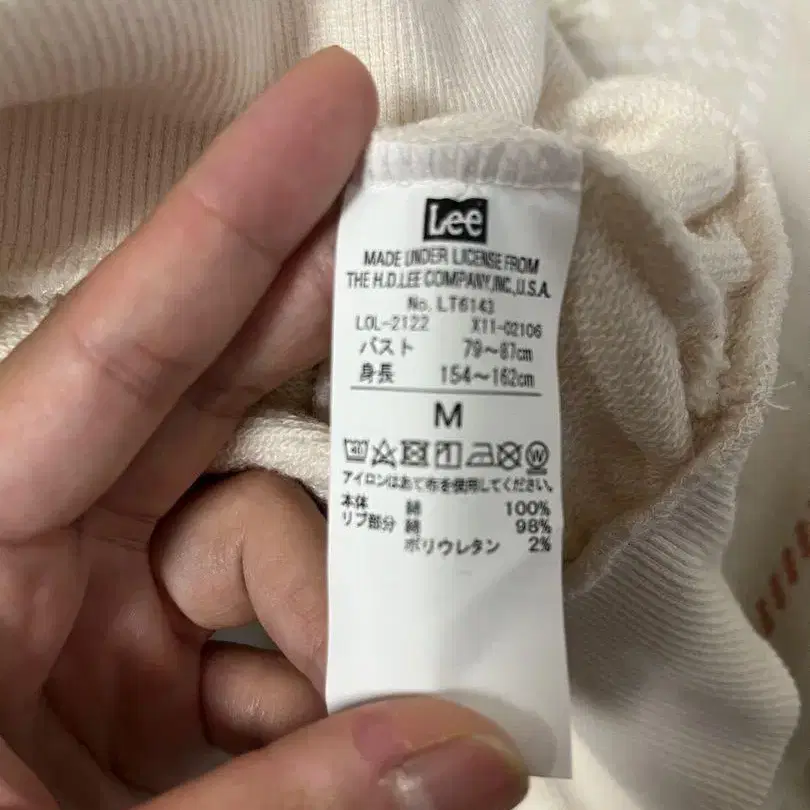 Lee
MADE UNDER LICENSE FROM
THE H.D.LEE COMPANY,INC.,U.S.A.
No. LT6143
LOL-2122 X11-02106
バスト 79〜87cm
身長 154〜162cm
M
アイロンはあて布を使用してください。
本体 綿 100%
リブ部分 綿 98%
ポリウレタン 2%